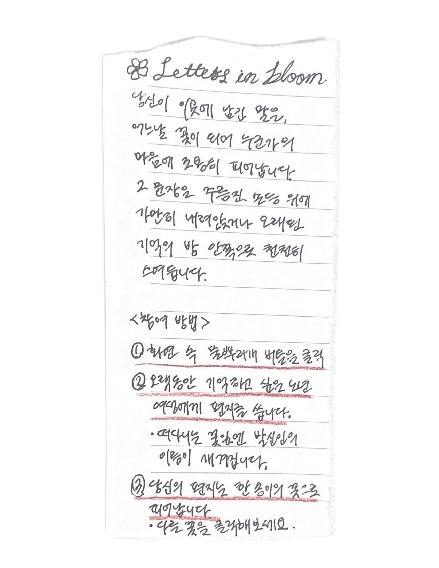 Letters in bloom
당신이 이곳에 남긴 말은,
어느날 꽃이 되어 누군가의
마음에 조용히 피어납니다
그 문장은 주름진 모퉁 위에
가만히 내려앉거나 오래된
기억의 방 안쪽으로 천천히
스며듭니다.
<참여 방법>
① 화면 속 물뿌리개 버튼을 클릭
② 오랫동안 기억하고 싶은 노년
여성에게 편지를 씁니다.
· 떠다니는 꽃잎엔 발신인의
이름이 새겨집니다.
③ 당신의 편지는 한 송이의 꽃으로
피어납니다
· 다른 꽃을 클릭해보세요.